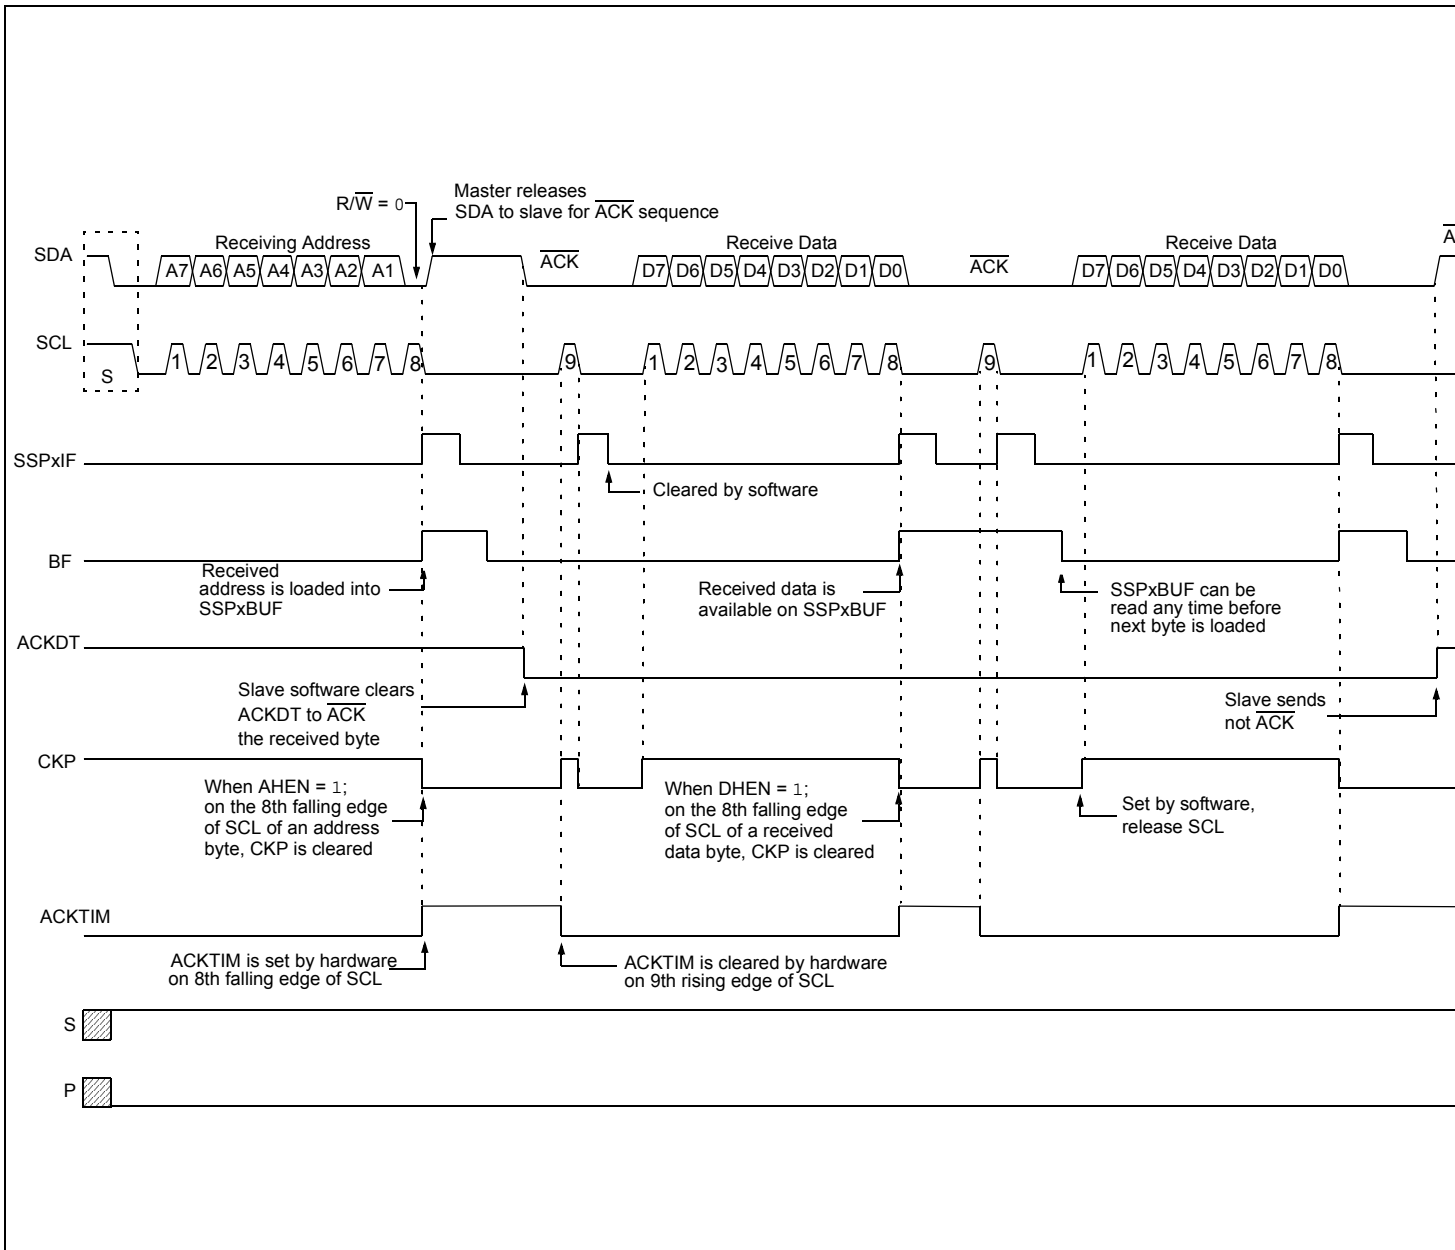 R/W = 0
Master releases
SDA to slave for ACK sequence
SDA
Receiving Address
ACK
Receive Data
ACK
Receive Data
A7 A6 A5 A4 A3 A2 A1
D7 D6 D5 D4 D3 D2 D1 D0
D7 D6 D5 D4 D3 D2 D1 D0
SCL
S
1 2 3 4 5 6 7 8 9 1 2 3 4 5 6 7 8 9 1 2 3 4 5 6 7 8
SSPxIF
Cleared by software
BF
Received
address is loaded into
SSPxBUF
Received data is
available on SSPxBUF
SSPxBUF can be
read any time before
next byte is loaded
ACKDT
Slave software clears
ACKDT to ACK
the received byte
Slave sends
not ACK
CKP
When AHEN = 1;
on the 8th falling edge
of SCL of an address
byte, CKP is cleared
When DHEN = 1;
on the 8th falling edge
of SCL of a received
data byte, CKP is cleared
Set by software,
release SCL
ACKTIM
ACKTIM is set by hardware
on 8th falling edge of SCL
ACKTIM is cleared by hardware
on 9th rising edge of SCL
S
P